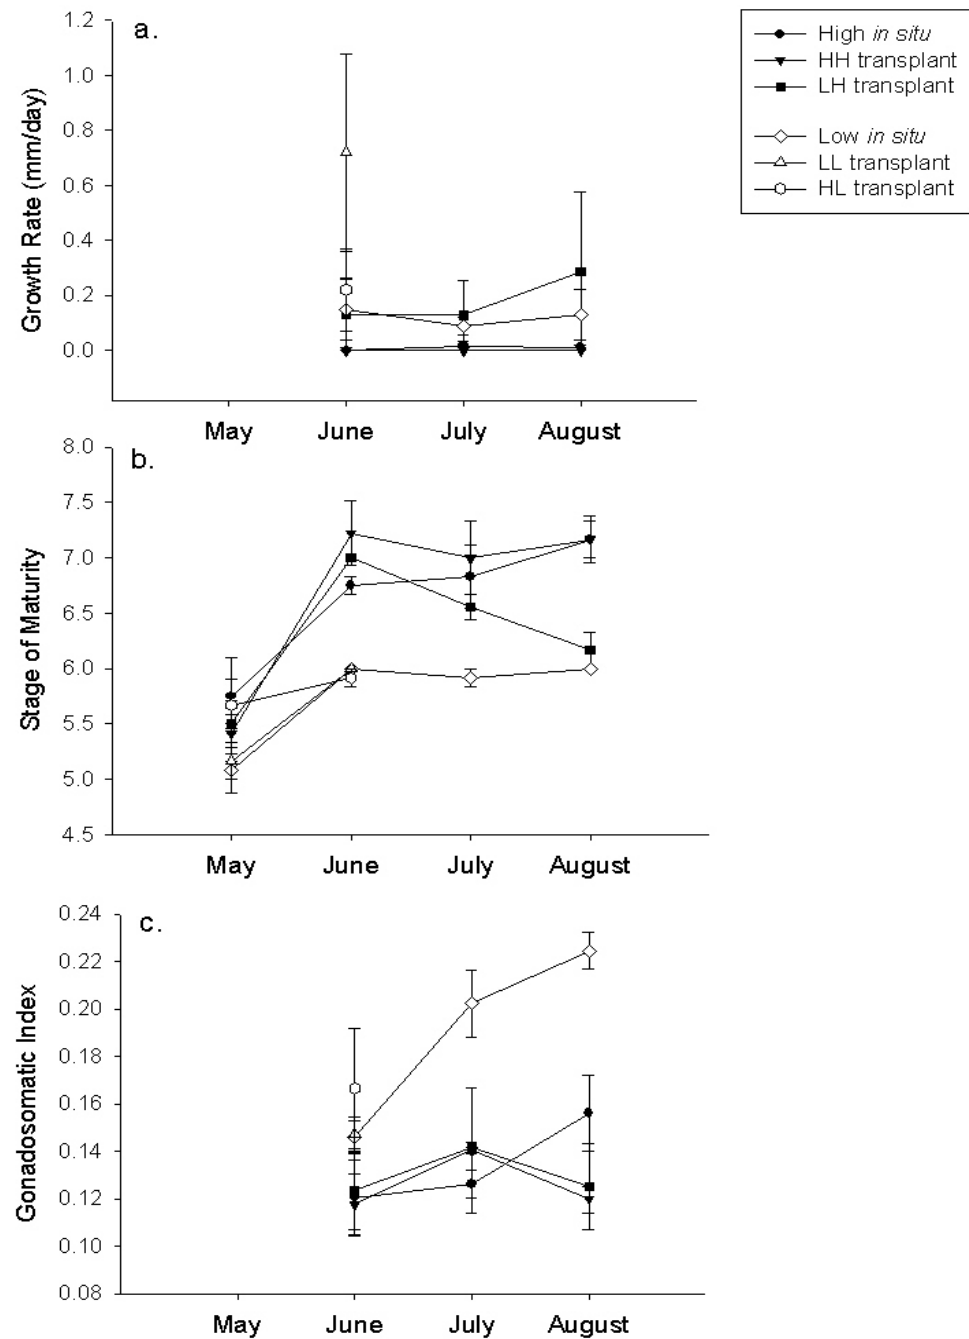 a.
1.2
1.0
0.8
0.6
0.4
0.2
0.0
Growth Rate (mm/day)
May June July August
High in situ
HH transplant
LH transplant
Low in situ
LL transplant
HL transplant
b.
8.0
7.5
7.0
6.5
6.0
5.5
5.0
4.5
Stage of Maturity
May June July August
c.
0.24
0.22
0.20
0.18
0.16
0.14
0.12
0.10
0.08
Gonadosomatic Index
May June July August